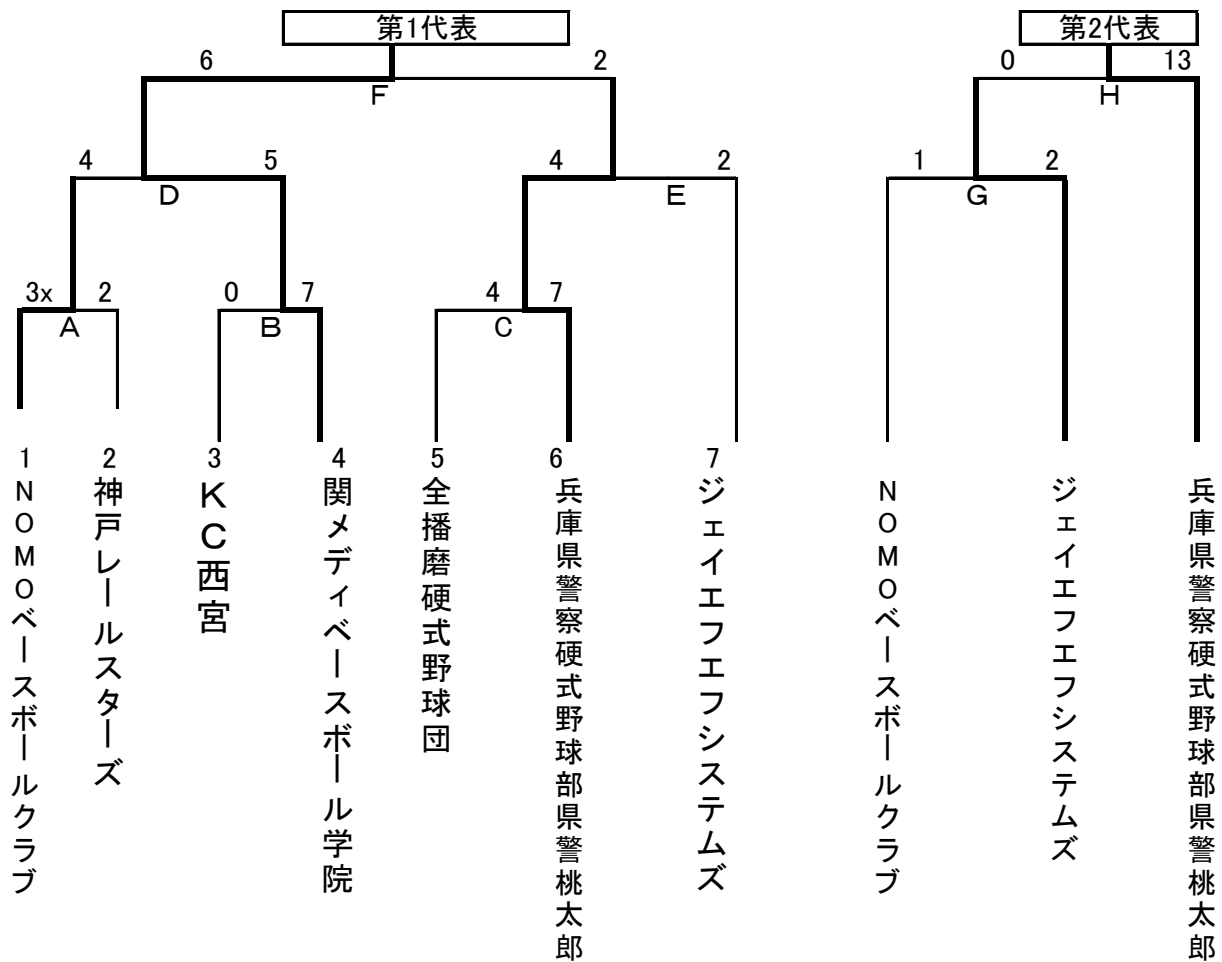 第1代表
第2代表
6
2
0
13
F
H
4
5
4
2
1
2
D
E
G
3x
2
0
7
4
7
A
B
C
1
NOMOベースボールクラブ
2
神戸レールスターズ
3
KC西宮
4
関メディベースボール学院
5
全播磨硬式野球団
6
兵庫県警察硬式野球部県警桃太郎
7
ジェイエフエフシステムズ
NOMOベースボールクラブ
ジェイエフエフシステムズ
兵庫県警察硬式野球部県警桃太郎